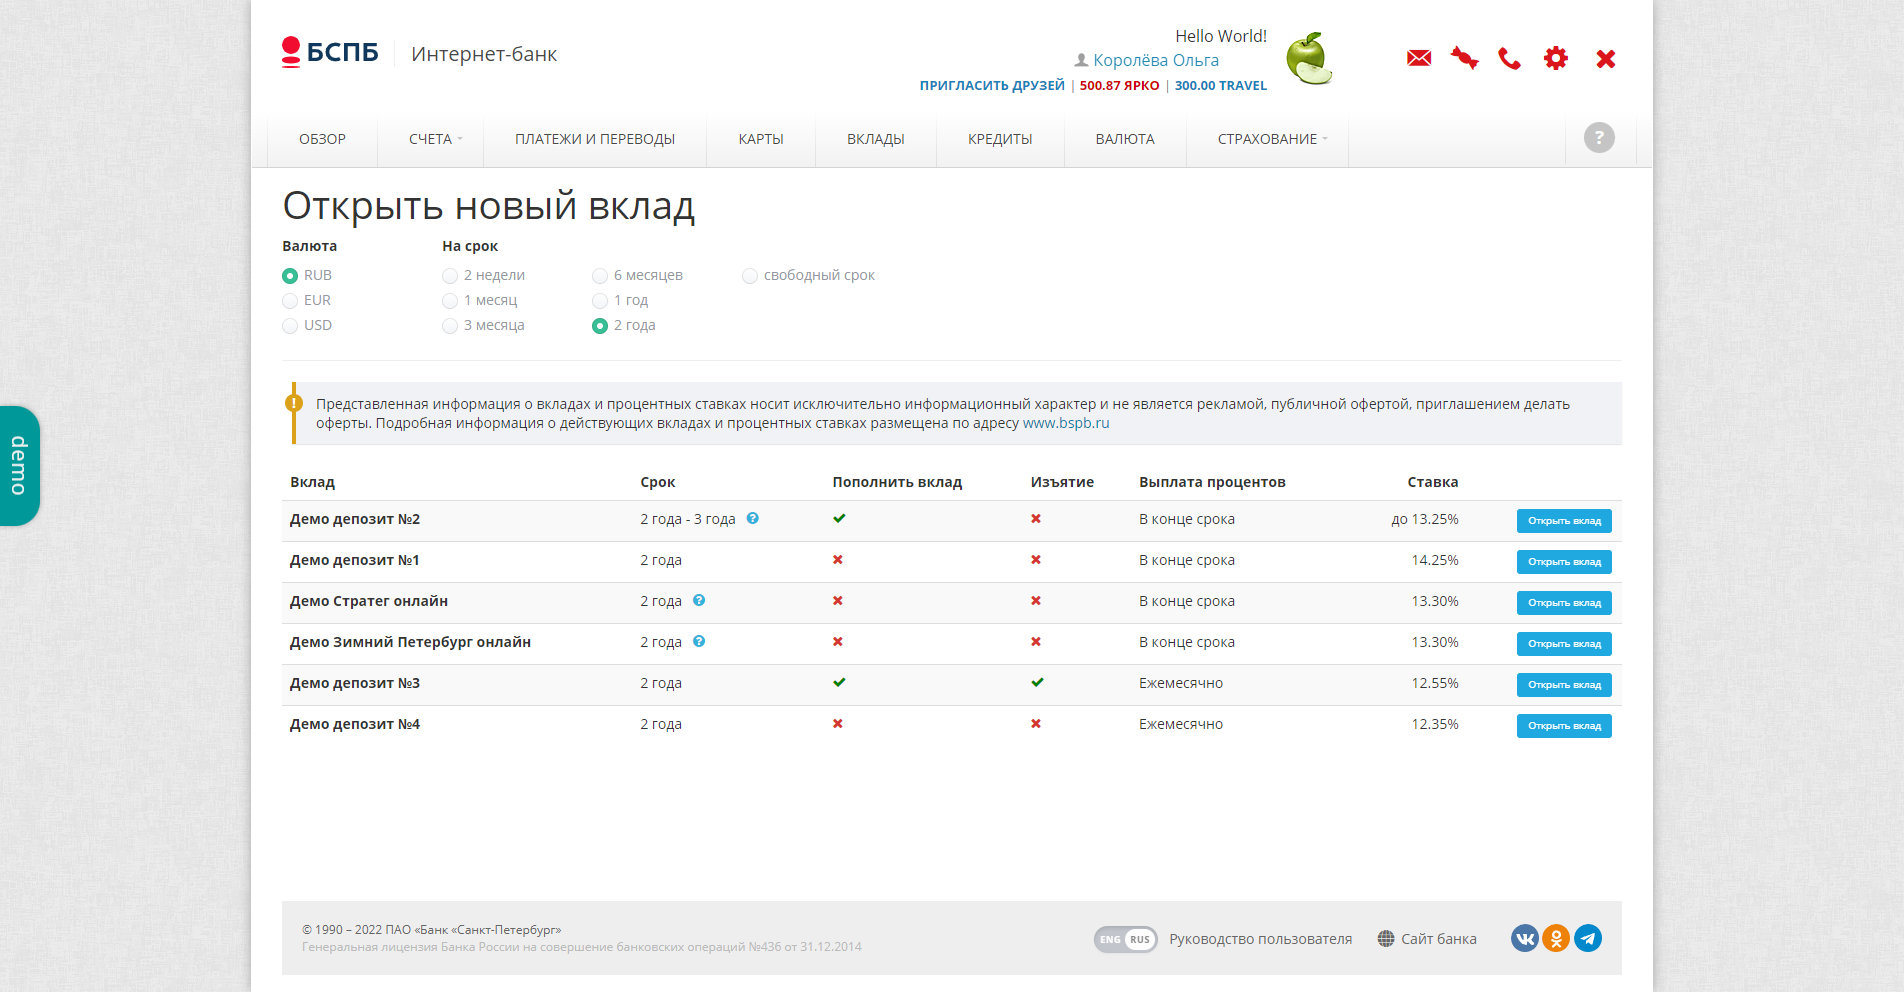 БСПБ Интернет-банк
Hello World!
Королёва Ольга
ПРИГЛАСИТЬ ДРУЗЕЙ | 500.87 ЯРКО | 300.00 TRAVEL
ОБЗОР СЧЕТА ПЛАТЕЖИ И ПЕРЕВОДЫ КАРТЫ ВКЛАДЫ КРЕДИТЫ ВАЛЮТА СТРАХОВАНИЕ ?
Открыть новый вклад
Валюта На срок
RUB 2 недели 6 месяцев свободный срок
EUR 1 месяц 1 год
USD 3 месяца 2 года
Представленная информация о вкладах и процентных ставках носит исключительно информационный характер и не является рекламой, публичной офертой, приглашением делать
оферты. Подробная информация о действующих вкладах и процентных ставках размещена по адресу www.bspb.ru
demo
Вклад Срок Пополнить вклад Изъятие Выплата процентов Ставка
Демо депозит №2 2 года - 3 года ? В конце срока до 13.25% Открыть вклад
Демо депозит №1 2 года В конце срока 14.25% Открыть вклад
Демо Стратег онлайн 2 года ? В конце срока 13.30% Открыть вклад
Демо Зимний Петербург онлайн 2 года ? В конце срока 13.30% Открыть вклад
Демо депозит №3 2 года Ежемесячно 12.55% Открыть вклад
Демо депозит №4 2 года Ежемесячно 12.35% Открыть вклад
© 1990 – 2022 ПАО «Банк «Санкт-Петербург»
Генеральная лицензия Банка России на совершение банковских операций №436 от 31.12.2014
ENG RUS Руководство пользователя Сайт банка